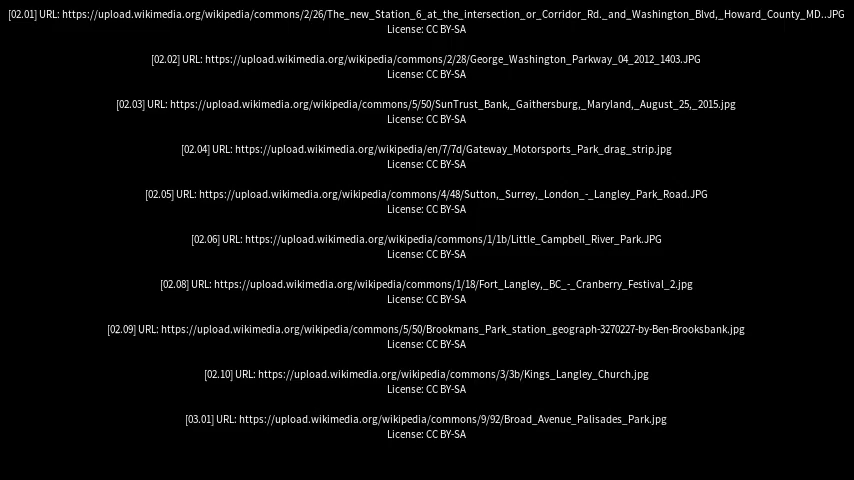 [02.01] URL: https://upload.wikimedia.org/wikipedia/commons/2/26/The_new_Station_6_at_the_intersection_or_Corridor_Rd._and_Washington_Blvd,_Howard_County_MD..JPG
License: CC BY-SA
[02.02] URL: https://upload.wikimedia.org/wikipedia/commons/2/28/George_Washington_Parkway_04_2012_1403.JPG
License: CC BY-SA
[02.03] URL: https://upload.wikimedia.org/wikipedia/commons/5/50/SunTrust_Bank,_Gaithersburg,_Maryland,_August_25,_2015.jpg
License: CC BY-SA
[02.04] URL: https://upload.wikimedia.org/wikipedia/en/7/7d/Gateway_Motorsports_Park_drag_strip.jpg
License: CC BY-SA
[02.05] URL: https://upload.wikimedia.org/wikipedia/commons/4/48/Sutton,_Surrey,_London_-_Langley_Park_Road.JPG
License: CC BY-SA
[02.06] URL: https://upload.wikimedia.org/wikipedia/commons/1/1b/Little_Campbell_River_Park.JPG
License: CC BY-SA
[02.08] URL: https://upload.wikimedia.org/wikipedia/commons/1/18/Fort_Langley,_BC_-_Cranberry_Festival_2.jpg
License: CC BY-SA
[02.09] URL: https://upload.wikimedia.org/wikipedia/commons/5/50/Brookmans_Park_station_geograph-3270227-by-Ben-Brooksbank.jpg
License: CC BY-SA
[02.10] URL: https://upload.wikimedia.org/wikipedia/commons/3/3b/Kings_Langley_Church.jpg
License: CC BY-SA
[03.01] URL: https://upload.wikimedia.org/wikipedia/commons/9/92/Broad_Avenue_Palisades_Park.jpg
License: CC BY-SA